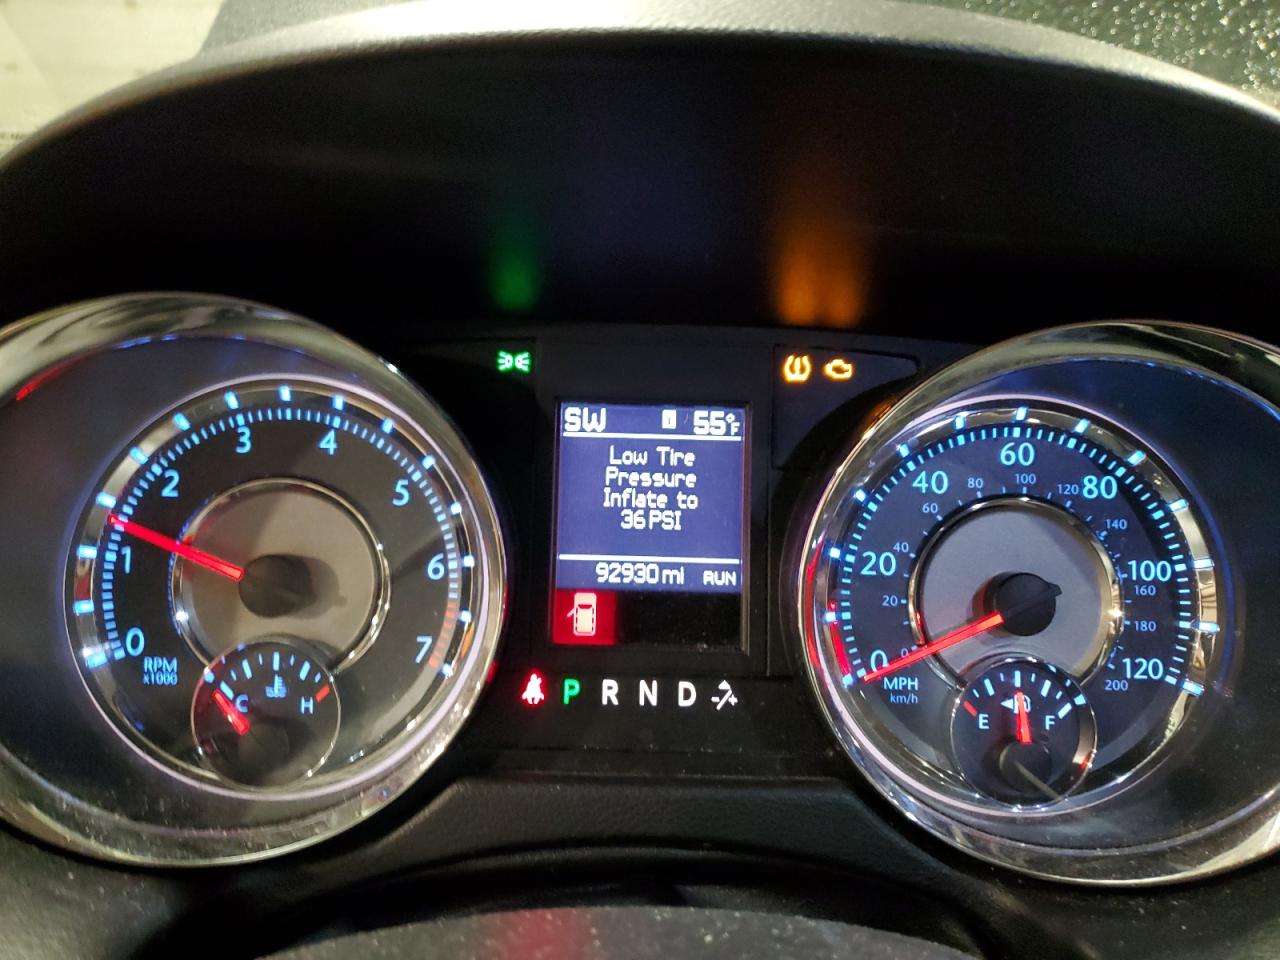 SW 55°F
Low Tire
Pressure
Inflate to
36 PSI
92930 mi RUN
0 1 2 3 4 5 6 7
RPM
x1000
C H
P R N D
0 20 40 60 80 100 120
MPH
km/h
0 20 40 60 80 100 120 140 160 180 200
E F